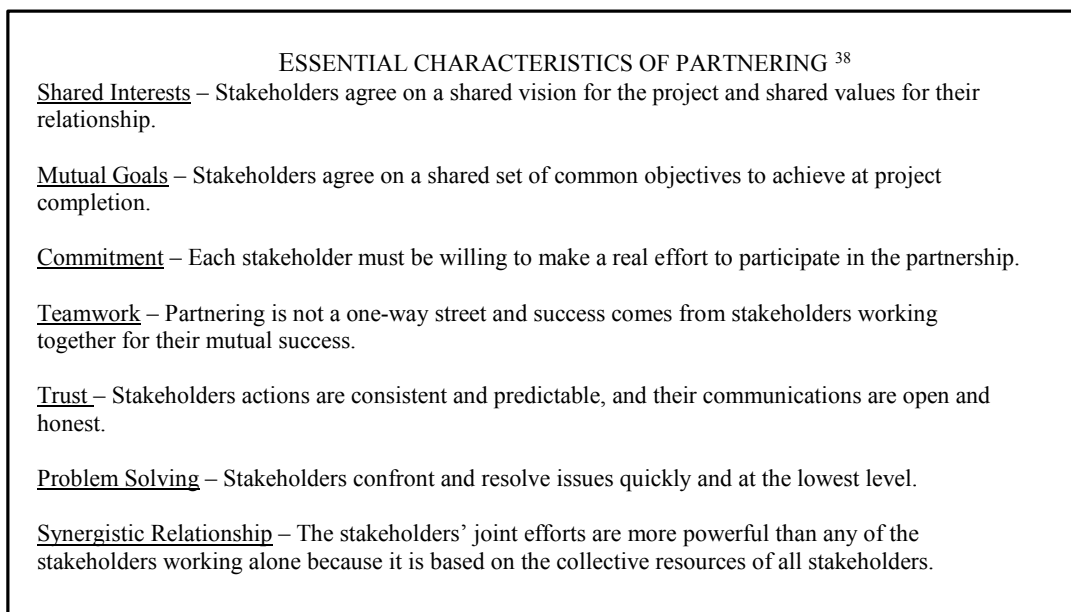 ESSENTIAL CHARACTERISTICS OF PARTNERING 38
Shared Interests – Stakeholders agree on a shared vision for the project and shared values for their
relationship.
Mutual Goals – Stakeholders agree on a shared set of common objectives to achieve at project
completion.
Commitment – Each stakeholder must be willing to make a real effort to participate in the partnership.
Teamwork – Partnering is not a one-way street and success comes from stakeholders working
together for their mutual success.
Trust – Stakeholders actions are consistent and predictable, and their communications are open and
honest.
Problem Solving – Stakeholders confront and resolve issues quickly and at the lowest level.
Synergistic Relationship – The stakeholders’ joint efforts are more powerful than any of the
stakeholders working alone because it is based on the collective resources of all stakeholders.